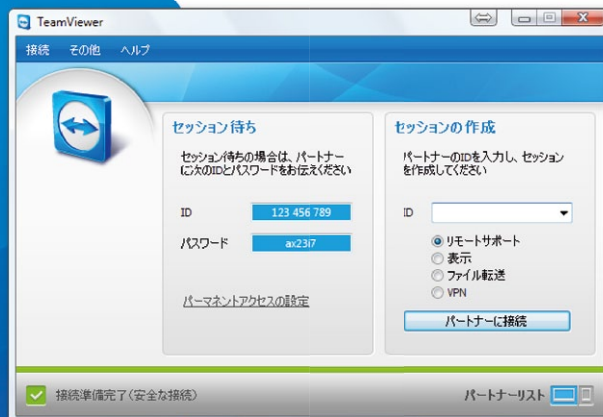 TeamViewer
接続 その他 ヘルプ
セッション待ち
セッション待ちの場合は、パートナー
に次のIDとパスワードをお伝えください
ID 123 456 789
パスワード ax23i7
パーマネントアクセスの設定
セッションの作成
パートナーのIDを入力し、セッション
を作成してください
ID
リモートサポート
表示
ファイル転送
VPN
パートナーに接続
接続準備完了(安全な接続)
パートナーリスト